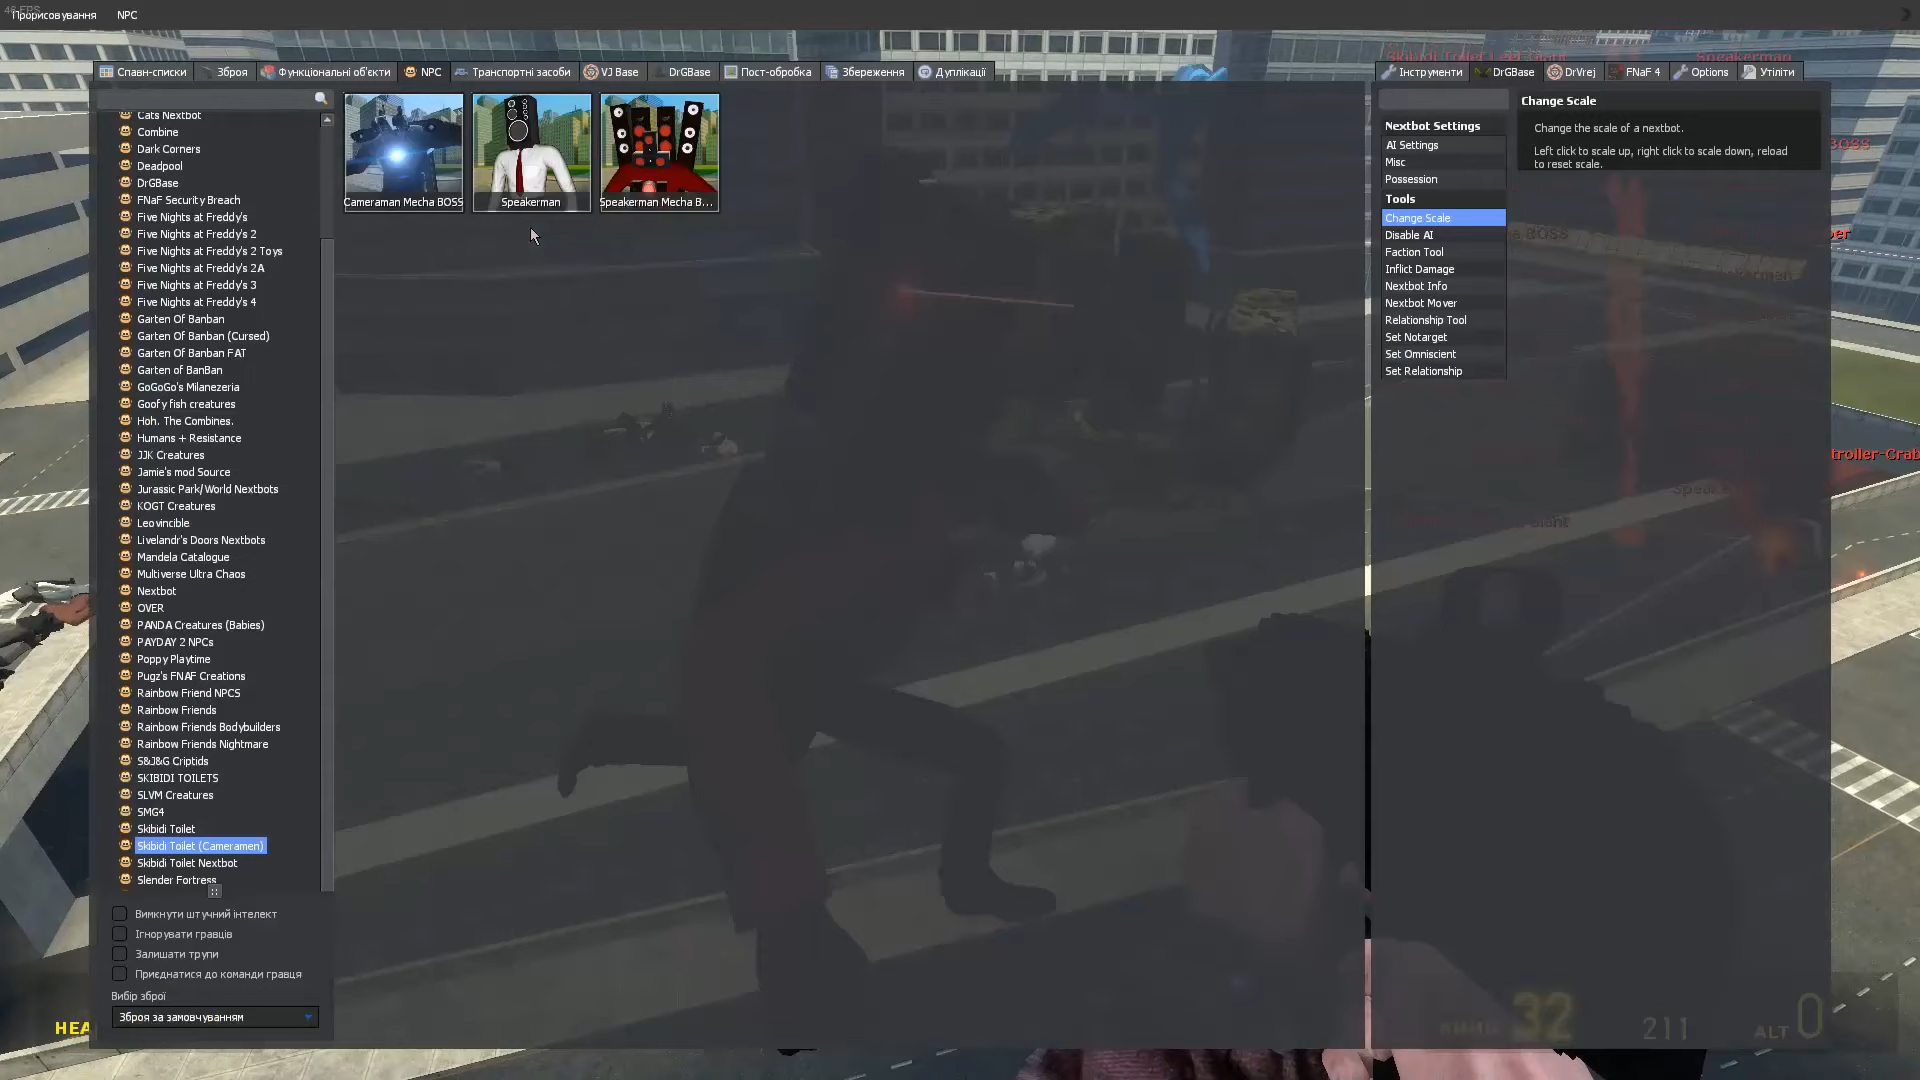 46 FPS
Прорисовування NPC
Спавн-списки Зброя Функціональні об'єкти NPC Транспортні засоби VJ Base DrGBase Пост-обробка Збереження Дуплікації
Інструменти DrGBase DrVrej FNaF 4 Options Утіліти
Cats Nextbot
Combine
Dark Corners
Deadpool
DrGBase
FNaF Security Breach
Five Nights at Freddy's
Five Nights at Freddy's 2
Five Nights at Freddy's 2 Toys
Five Nights at Freddy's 2A
Five Nights at Freddy's 3
Five Nights at Freddy's 4
Garten Of Banban
Garten Of Banban (Cursed)
Garten Of Banban FAT
Garten of BanBan
GoGoGo's Milanezeria
Goofy fish creatures
Hoh. The Combines.
Humans + Resistance
JJK Creatures
Jamie's mod Source
Jurassic Park/World Nextbots
KOGT Creatures
Leovincible
Livelandr's Doors Nextbots
Mandela Catalogue
Multiverse Ultra Chaos
Nextbot
OVER
PANDA Creatures (Babies)
PAYDAY 2 NPCs
Poppy Playtime
Pugz's FNAF Creations
Rainbow Friend NPCS
Rainbow Friends
Rainbow Friends Bodybuilders
Rainbow Friends Nightmare
S&J&G Criptids
SKIBIDI TOILETS
SLVM Creatures
SMG4
Skibidi Toilet
Skibidi Toilet (Cameramen)
Skibidi Toilet Nextbot
Slender Fortress
Вимкнути штучний інтелект
Ігнорувати гравців
Залишати трупи
Приєднатися до команди гравця
Вибір зброї
Зброя за замовчуванням
Cameraman Mecha BOSS
Speakerman
Speakerman Mecha B...
Nextbot Settings
AI Settings
Misc
Possession
Tools
Change Scale
Disable AI
Faction Tool
Inflict Damage
Nextbot Info
Nextbot Mover
Relationship Tool
Set Notarget
Set Omniscient
Set Relationship
Change Scale
Change the scale of a nextbot.
Left click to scale up, right click to scale down, reload
to reset scale.
Speakerman
BOSS
troller-Crab
HEA
32
211
ALT 0